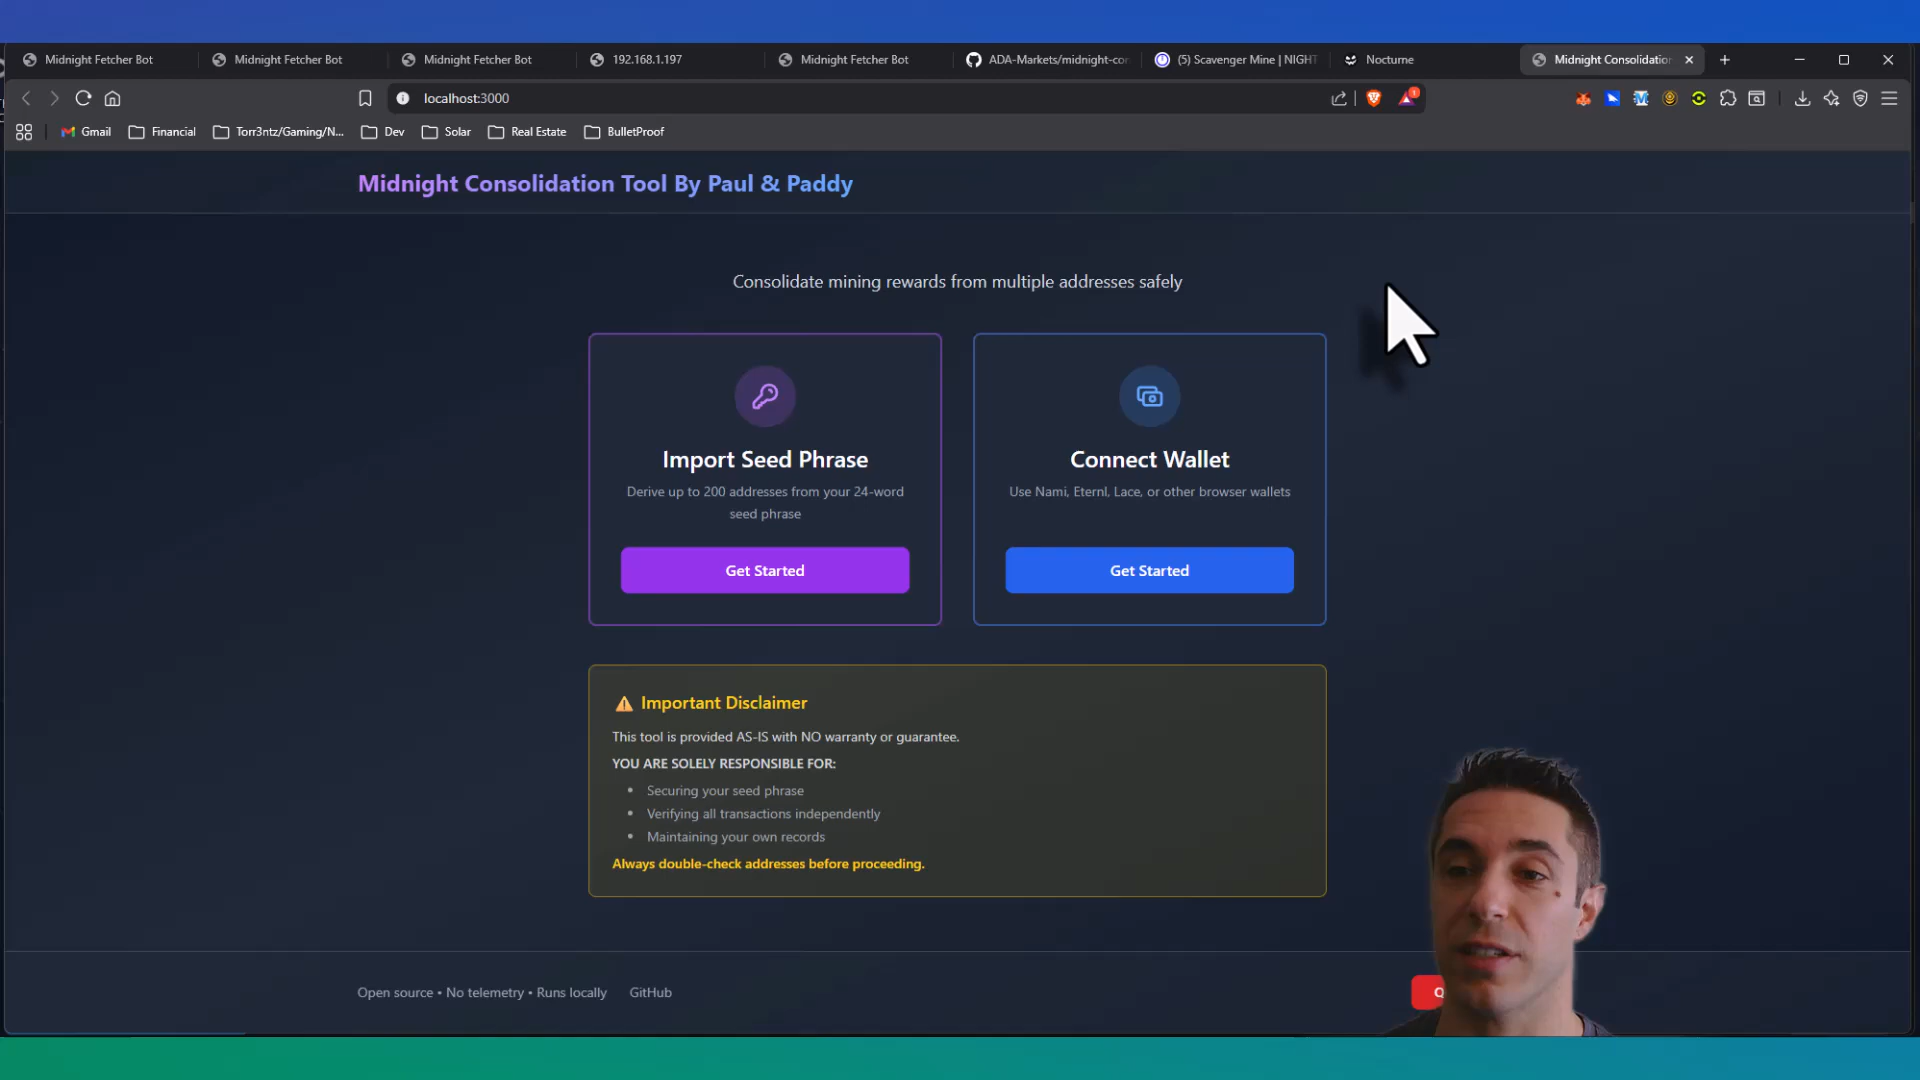 Midnight Fetcher Bot
Midnight Fetcher Bot
Midnight Fetcher Bot
192.168.1.197
Midnight Fetcher Bot
ADA-Markets/midnight-co
(5) Scavenger Mine | NIGHT
Nocturne
Midnight Consolidatio
localhost:3000
1
Gmail
Financial
Torr3ntz/Gaming/N...
Dev
Solar
Real Estate
BulletProof
Midnight Consolidation Tool By Paul & Paddy
Consolidate mining rewards from multiple addresses safely
Import Seed Phrase
Derive up to 200 addresses from your 24-word
seed phrase
Get Started
Connect Wallet
Use Nami, Eternl, Lace, or other browser wallets
Get Started
Important Disclaimer
This tool is provided AS-IS with NO warranty or guarantee.
YOU ARE SOLELY RESPONSIBLE FOR:
• Securing your seed phrase
• Verifying all transactions independently
• Maintaining your own records
Always double-check addresses before proceeding.
Open source • No telemetry • Runs locally
GitHub